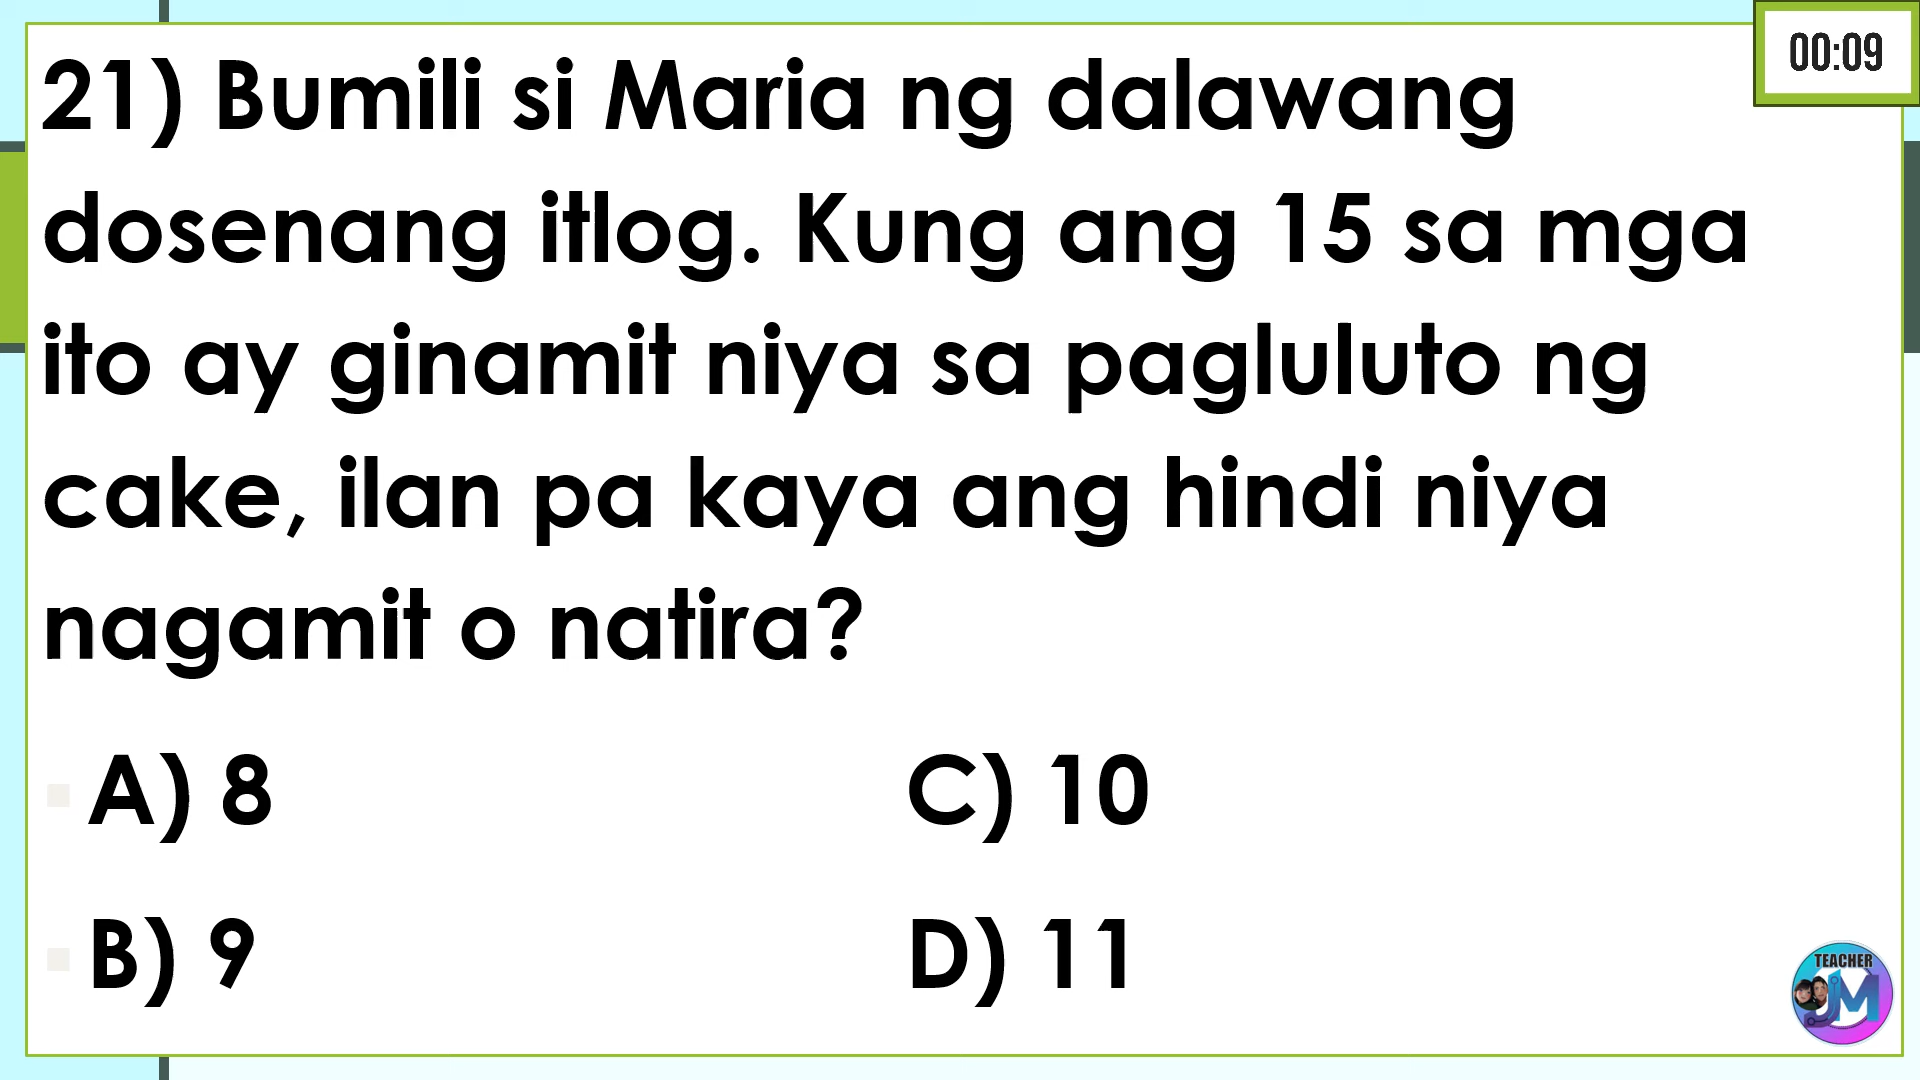 00:09
21) Bumili si Maria ng dalawang
dosenang itlog. Kung ang 15 sa mga
ito ay ginamit niya sa pagluluto ng
cake, ilan pa kaya ang hindi niya
nagamit o natira?
A) 8 C) 10
B) 9 D) 11
TEACHER
JM